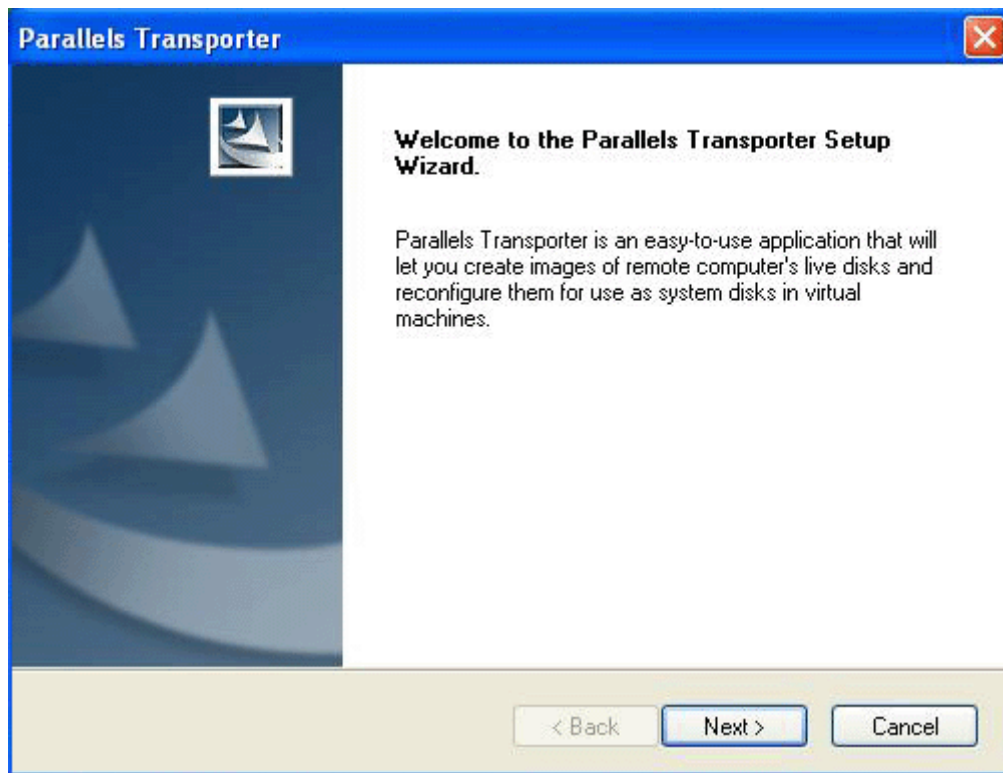 Parallels Transporter
Welcome to the Parallels Transporter Setup
Wizard.
Parallels Transporter is an easy-to-use application that will
let you create images of remote computer's live disks and
reconfigure them for use as system disks in virtual
machines.
< Back Next > Cancel